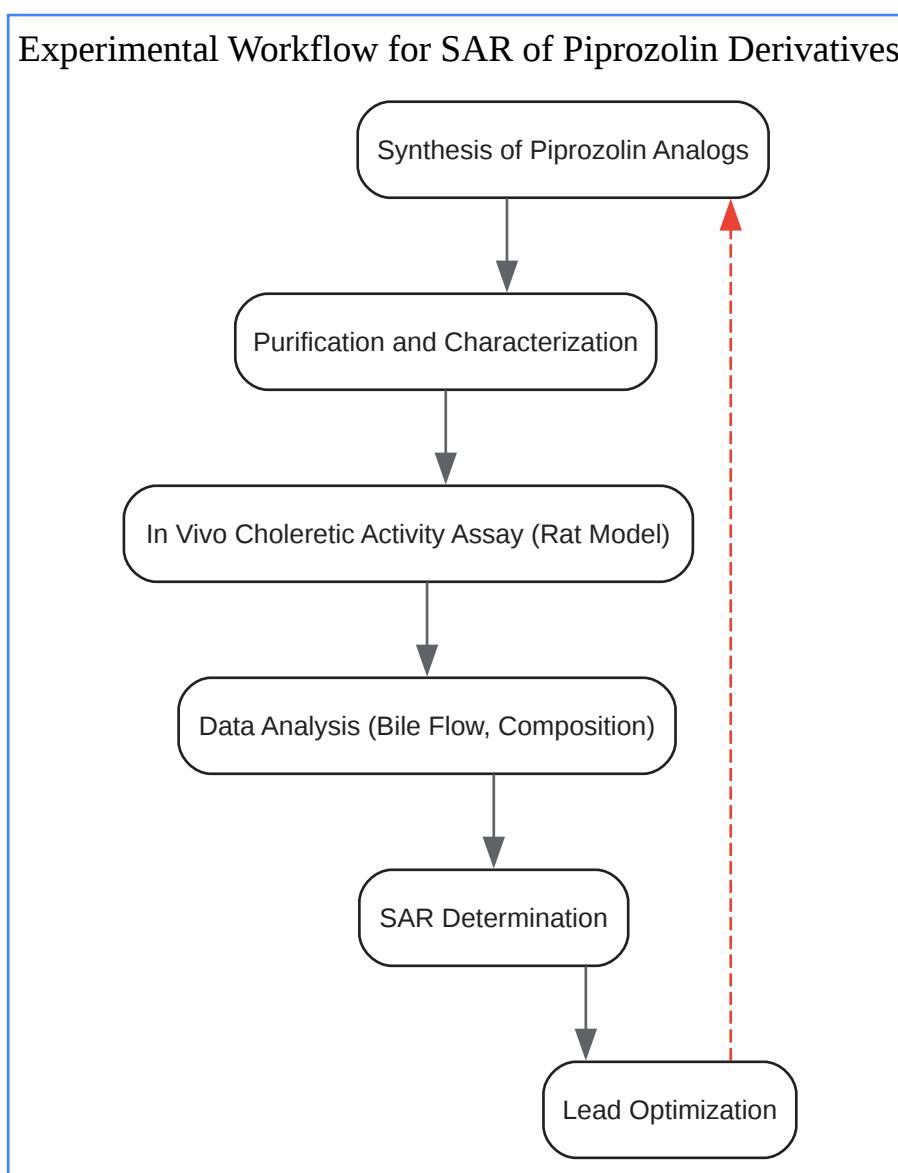 Experimental Workflow for SAR of Piprozolin Derivatives
Synthesis of Piprozolin Analogs
Purification and Characterization
In Vivo Choleretic Activity Assay (Rat Model)
Data Analysis (Bile Flow, Composition)
SAR Determination
Lead Optimization